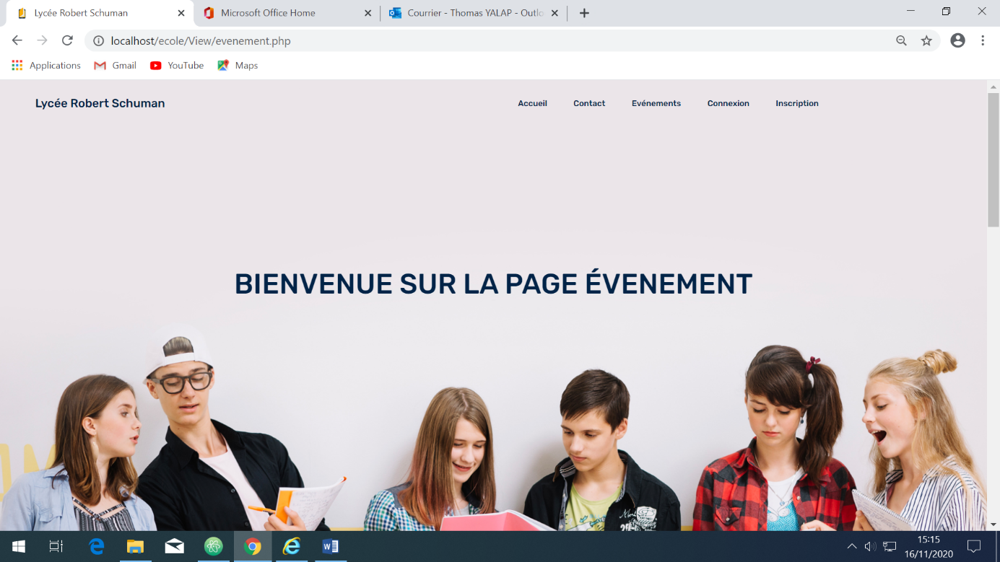 Lycée Robert Schuman
Microsoft Office Home
Courrier - Thomas YALAP - Outlo
localhost/ecole/View/evenement.php
Applications Gmail YouTube Maps
Lycée Robert Schuman
Accueil Contact Evénements Connexion Inscription
BIENVENUE SUR LA PAGE ÉVENEMENT
15:15
16/11/2020